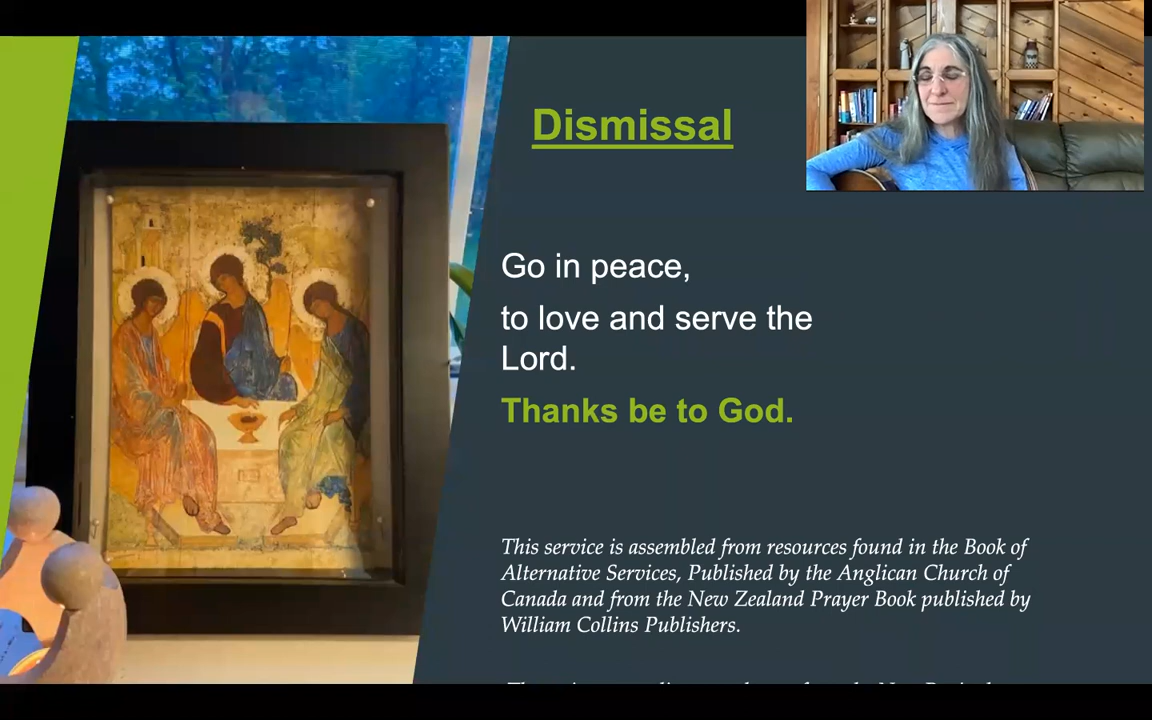 Dismissal
Go in peace,
to love and serve the
Lord.
Thanks be to God.
This service is assembled from resources found in the Book of
Alternative Services, Published by the Anglican Church of
Canada and from the New Zealand Prayer Book published by
William Collins Publishers.